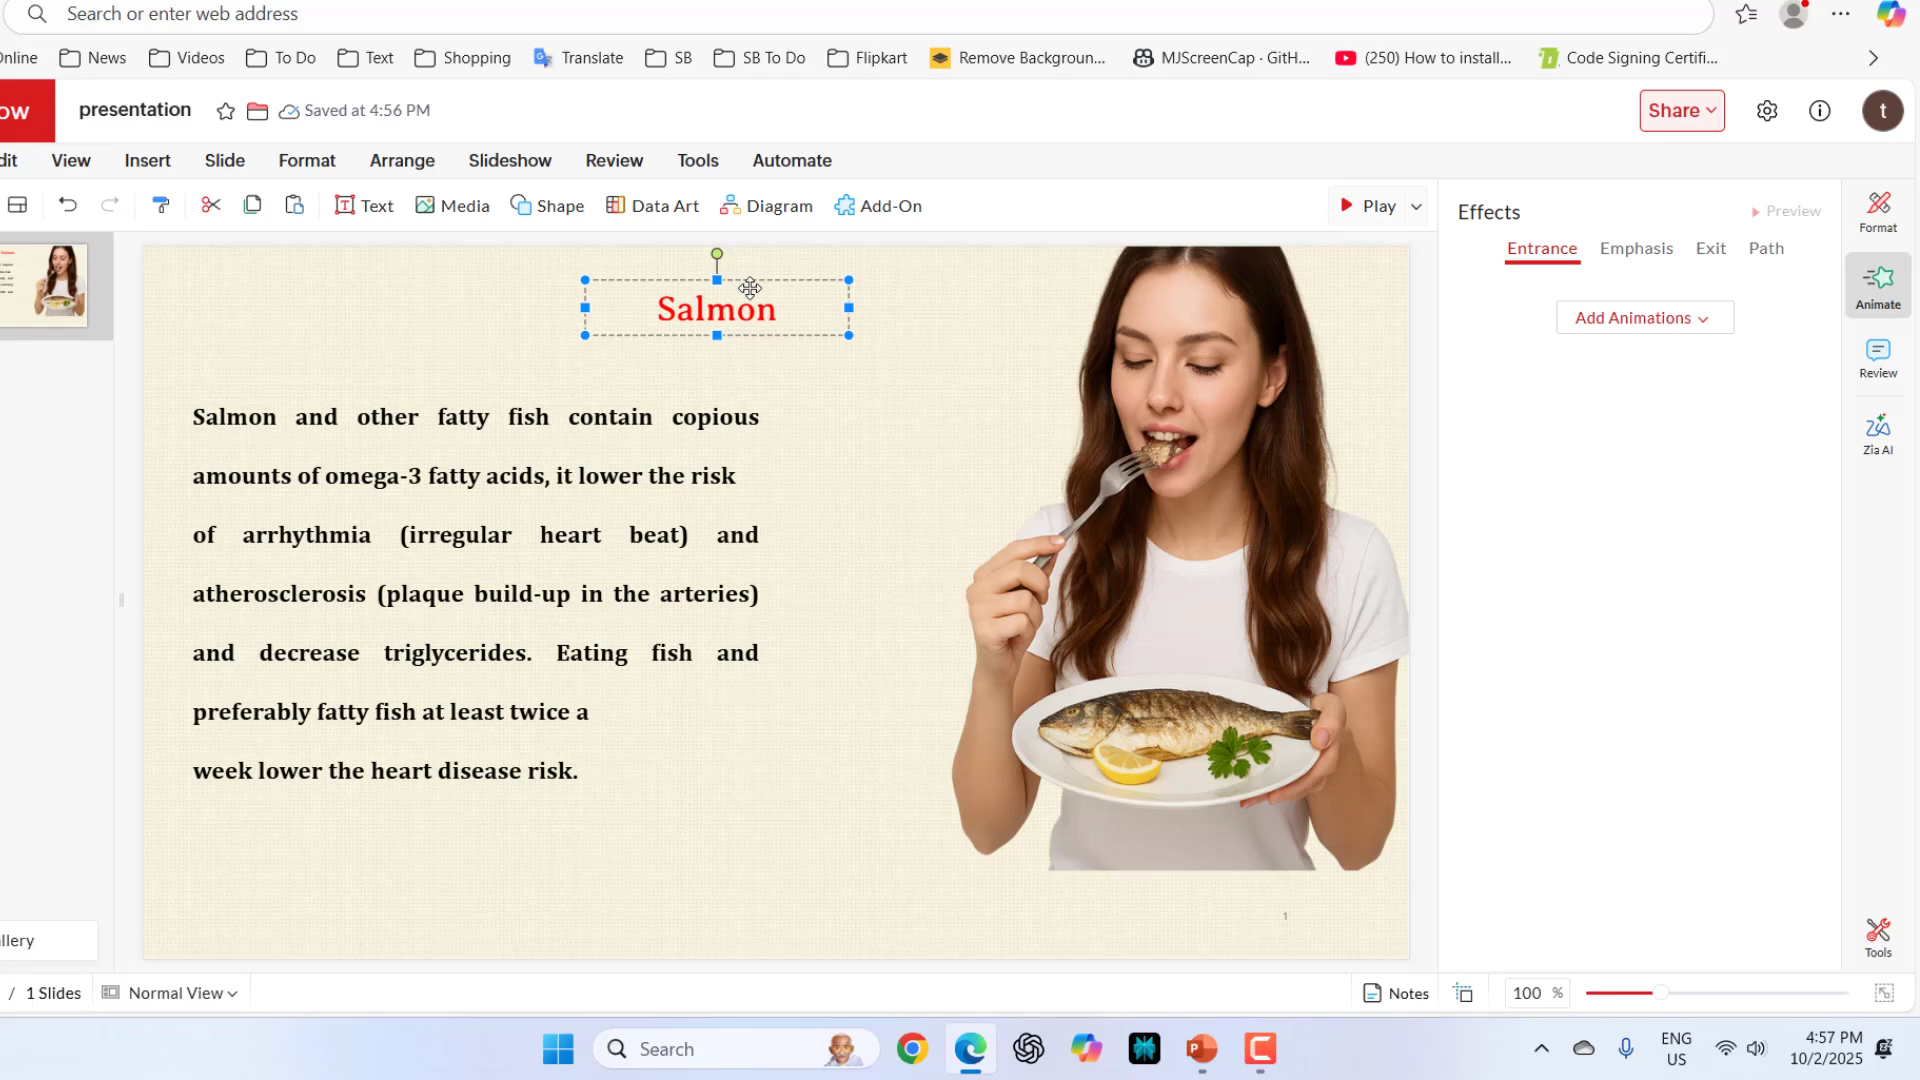 Search or enter web address
Online News Videos To Do Text Shopping Translate SB SB To Do Flipkart Remove Backgroun... MJScreenCap · GitH... (250) How to install... Code Signing Certifi...
ow presentation Saved at 4:56 PM Share t
dit View Insert Slide Format Arrange Slideshow Review Tools Automate
Text Media Shape Data Art Diagram Add-On Play
Effects Preview
Entrance Emphasis Exit Path
Add Animations
Format
Animate
Review
Zia AI
Tools
Salmon
Salmon and other fatty fish contain copious
amounts of omega-3 fatty acids, it lower the risk
of arrhythmia (irregular heart beat) and
atherosclerosis (plaque build-up in the arteries)
and decrease triglycerides. Eating fish and
preferably fatty fish at least twice a
week lower the heart disease risk.
1
llery
/ 1 Slides Normal View Notes 100 %
Search
ENG
US
4:57 PM
10/2/2025